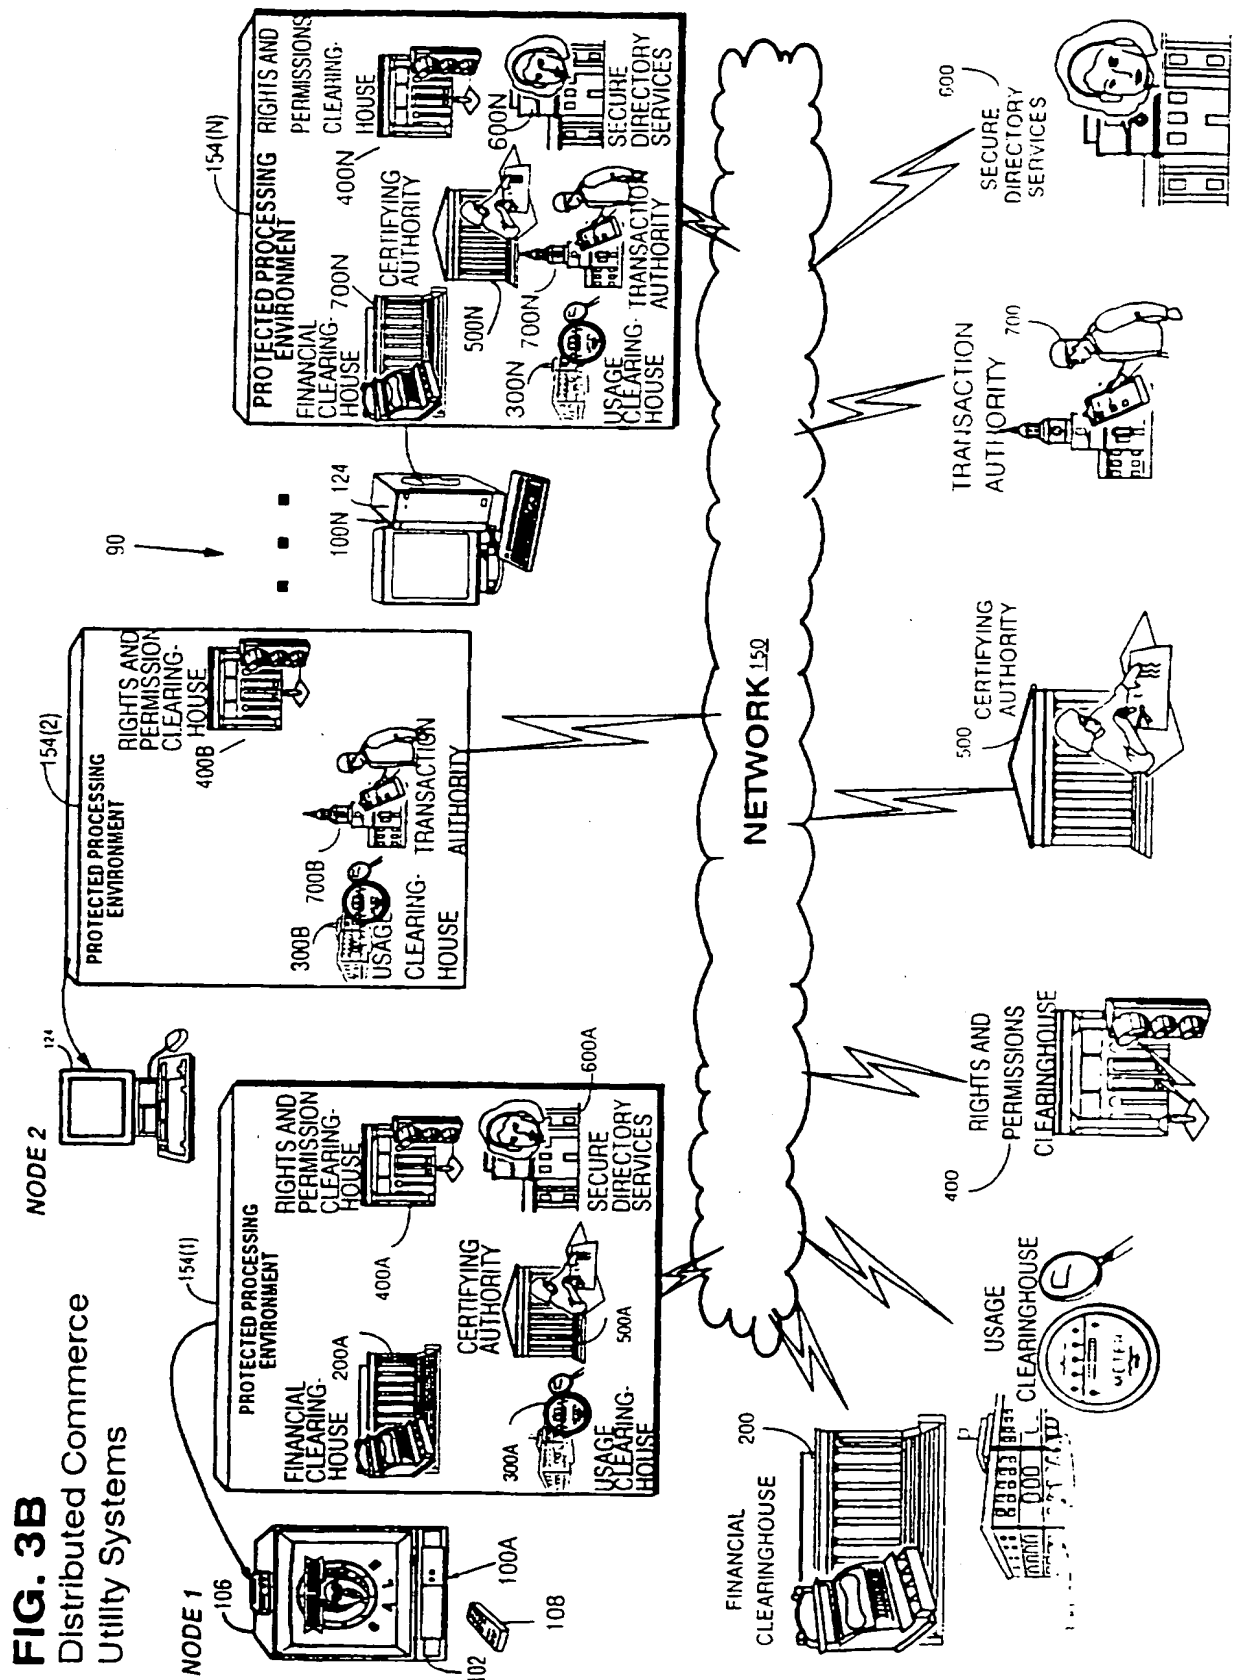 FIG. 3B
Distributed Commerce
Utility Systems
NODE 1
106
102
108
100A
154(1)
PROTECTED PROCESSING
ENVIRONMENT
FINANCIAL
CLEARING-
HOUSE
200A
RIGHTS AND
PERMISSION
CLEARING-
HOUSE
400A
CERTIFYING
AUTHORITY
500A
300A
USAGE
CLEARING-
HOUSE
600A
SECURE
DIRECTORY
SERVICES
NODE 2
124
154(2)
PROTECTED PROCESSING
ENVIRONMENT
RIGHTS AND
PERMISSION
CLEARING-
HOUSE
400B
300B
USAGE
CLEARING-
HOUSE
700B
TRANSACTION
AUTHORITY
90
100N
124
154(N)
PROTECTED PROCESSING
ENVIRONMENT
FINANCIAL
CLEARING-
HOUSE
700N
RIGHTS AND
PERMISSIONS
CLEARING-
HOUSE
400N
CERTIFYING
AUTHORITY
500N
600N
SECURE
DIRECTORY
SERVICES
300N
USAGE
CLEARING-
HOUSE
700N
TRANSACTION
AUTHORITY
NETWORK 150
FINANCIAL
CLEARINGHOUSE
200
USAGE
CLEARINGHOUSE
METER
400
RIGHTS AND
PERMISSIONS
CLEARINGHOUSE
500
CERTIFYING
AUTHORITY
TRANSACTION
AUTHORITY
700
600
SECURE
DIRECTORY
SERVICES